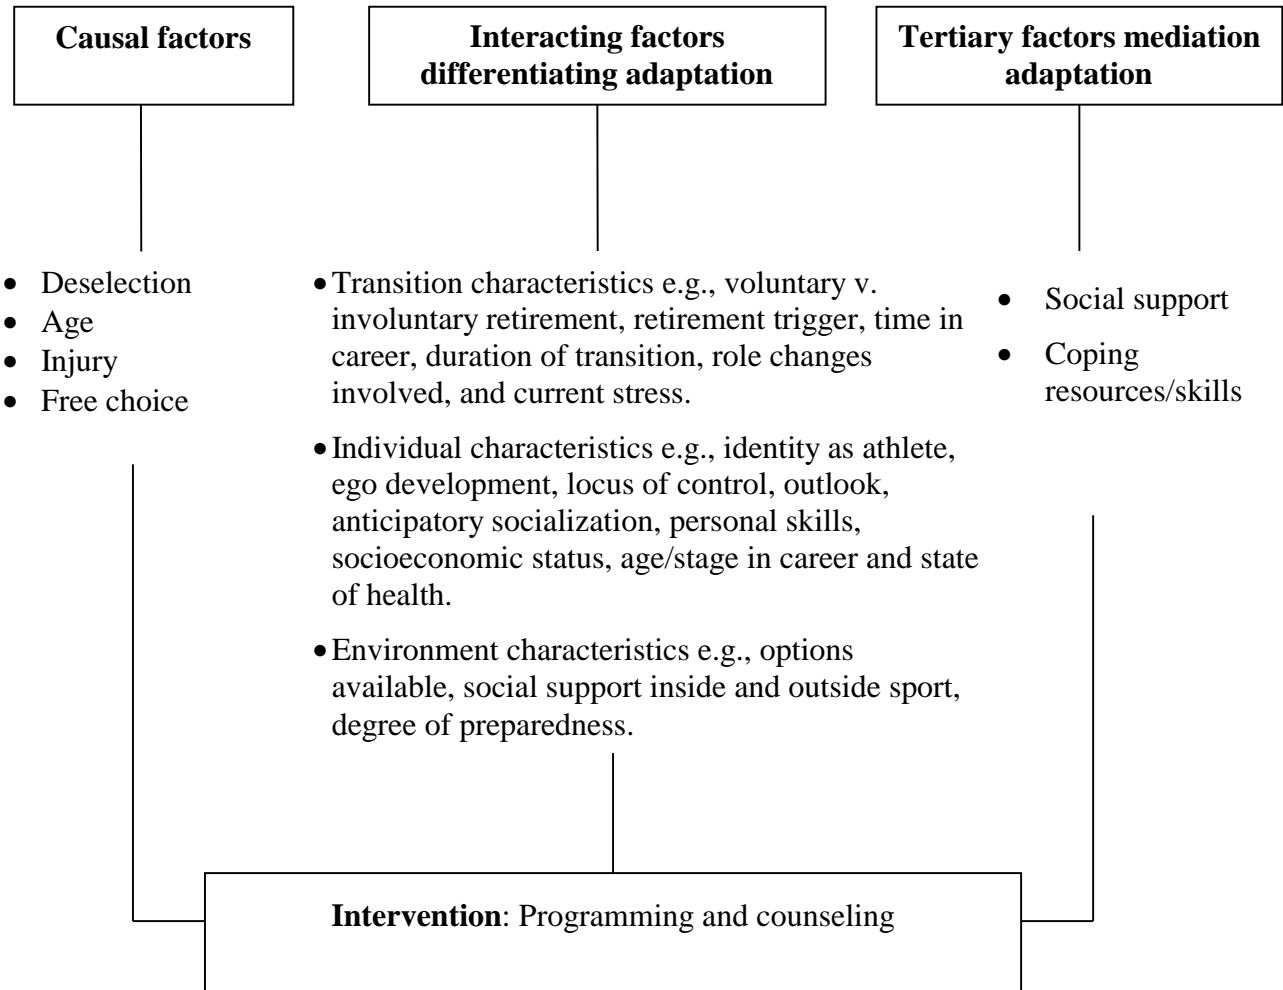 Causal factors
Interacting factors
differentiating adaptation
Tertiary factors mediation
adaptation
• Deselection
• Age
• Injury
• Free choice
• Transition characteristics e.g., voluntary v.
involuntary retirement, retirement trigger, time in
career, duration of transition, role changes
involved, and current stress.
• Individual characteristics e.g., identity as athlete,
ego development, locus of control, outlook,
anticipatory socialization, personal skills,
socioeconomic status, age/stage in career and state
of health.
• Environment characteristics e.g., options
available, social support inside and outside sport,
degree of preparedness.
• Social support
• Coping
resources/skills
Intervention: Programming and counseling